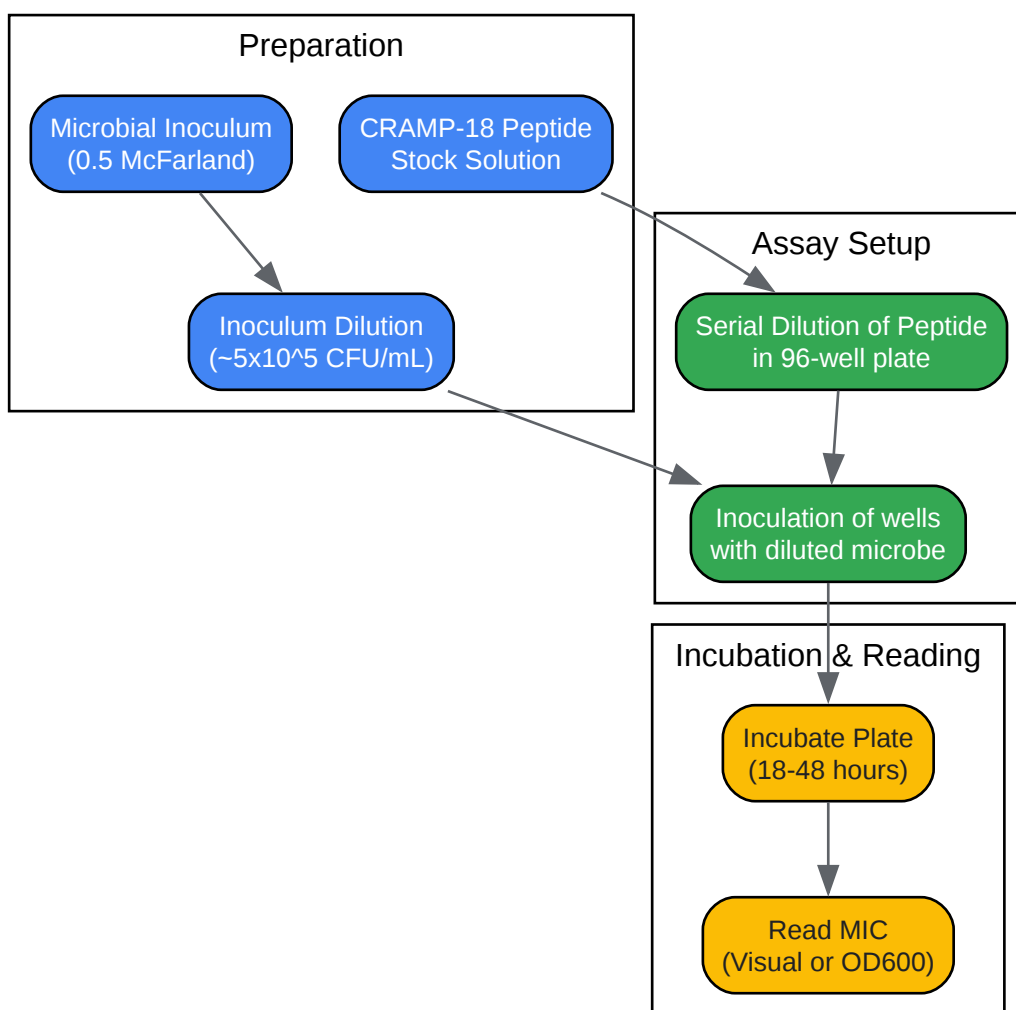 Preparation
Microbial Inoculum
(0.5 McFarland)
CRAMP-18 Peptide
Stock Solution
Inoculum Dilution
(~5x10^5 CFU/mL)
Assay Setup
Serial Dilution of Peptide
in 96-well plate
Inoculation of wells
with diluted microbe
Incubation & Reading
Incubate Plate
(18-48 hours)
Read MIC
(Visual or OD600)